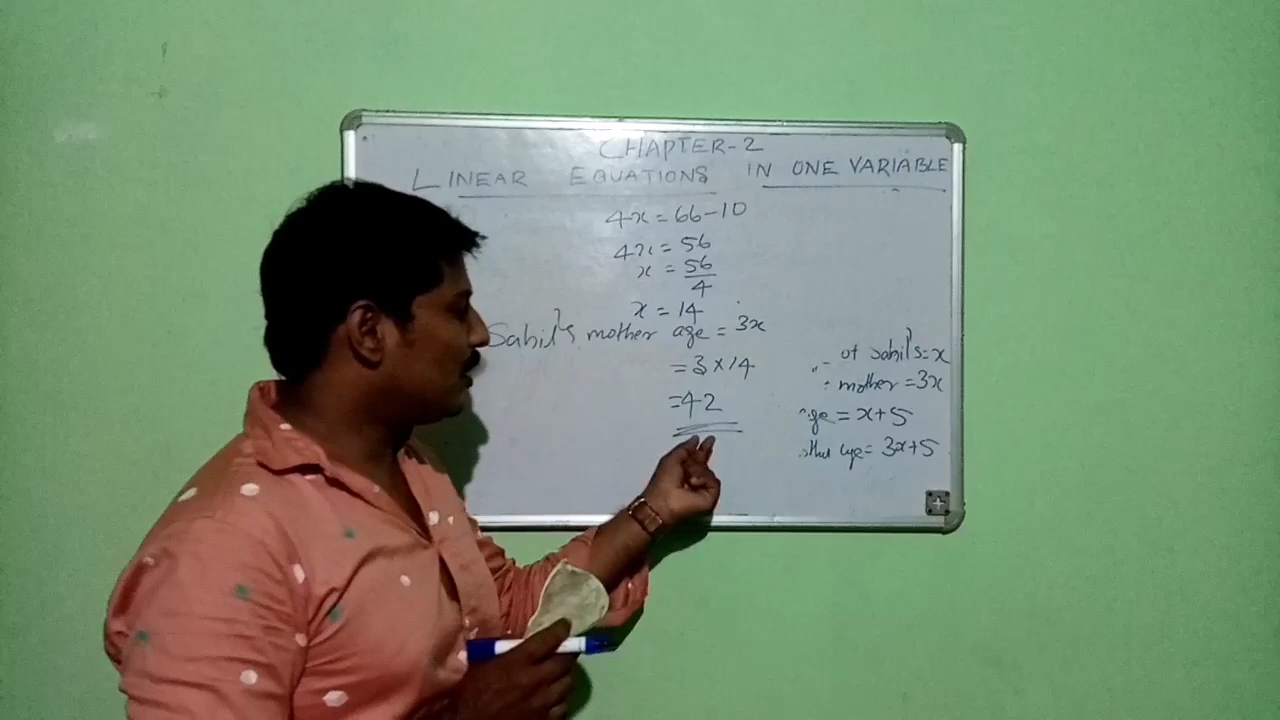 CHAPTER-2
LINEAR EQUATIONS IN ONE VARIABLE
4x = 66-10
4x = 56
x = 56/4
x = 14
Sahil's mother age = 3x
= 3 x 14
= 42
of Sahil's = x
mother = 3x
age = x+5
age = 3x+5